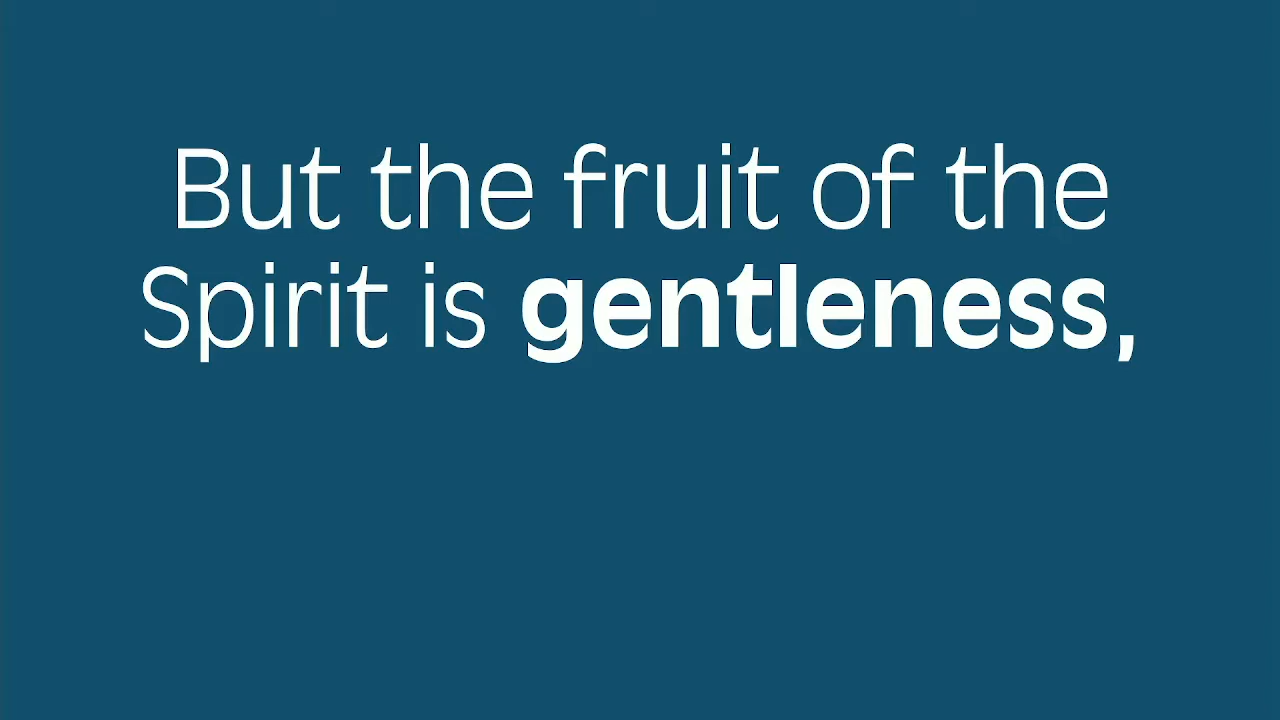 But the fruit of the
Spirit is gentleness,